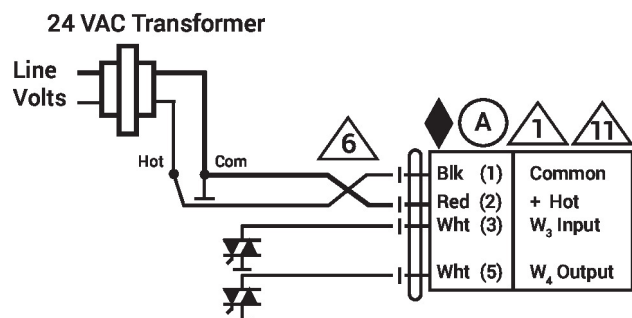 24 VAC Transformer
Line
Volts
Hot
Com
6
A
1
11
Blk (1) Common
Red (2) + Hot
Wht (3) W₃ Input
Wht (5) W₄ Output